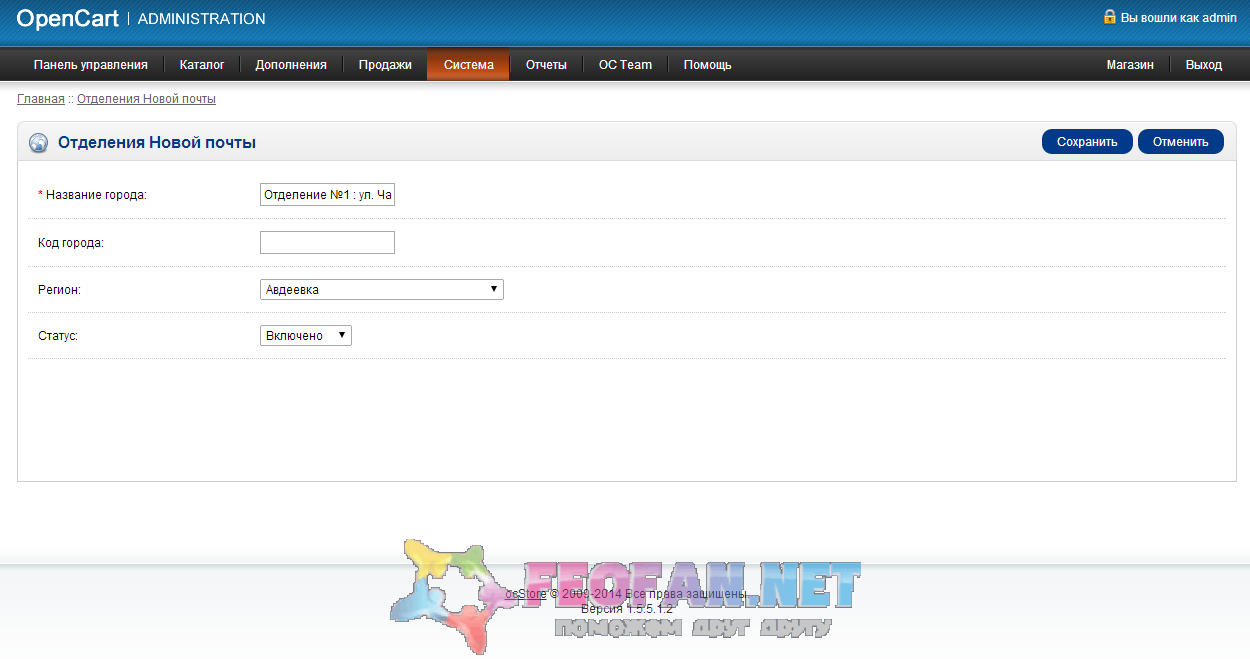 OpenCart | ADMINISTRATION
Вы вошли как admin
Панель управления Каталог Дополнения Продажи Система Отчеты OC Team Помощь Магазин Выход
Главная :: Отделения Новой почты
Отделения Новой почты
Сохранить Отменить
* Название города: Отделение №1 : ул. Ча
Код города:
Регион: Авдеевка
Статус: Включено
FEOFAN.NET
ocStore © 2009-2014 Все права защищены.
Версия 1.5.5.1.2
поможем друг другу